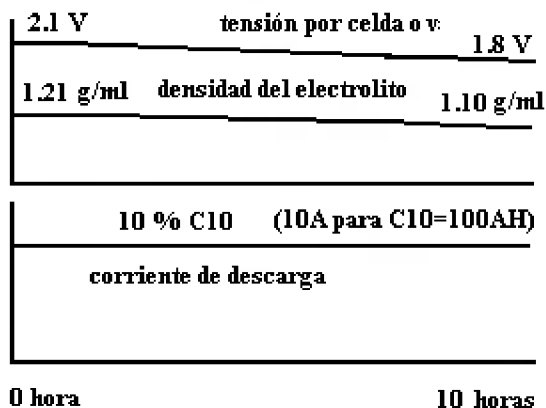 2.1 V tensión por celda o v
1.8 V
1.21 g/ml densidad del electrolito 1.10 g/ml
10 % C10 (10A para C10=100AH)
corriente de descarga
0 hora 10 horas